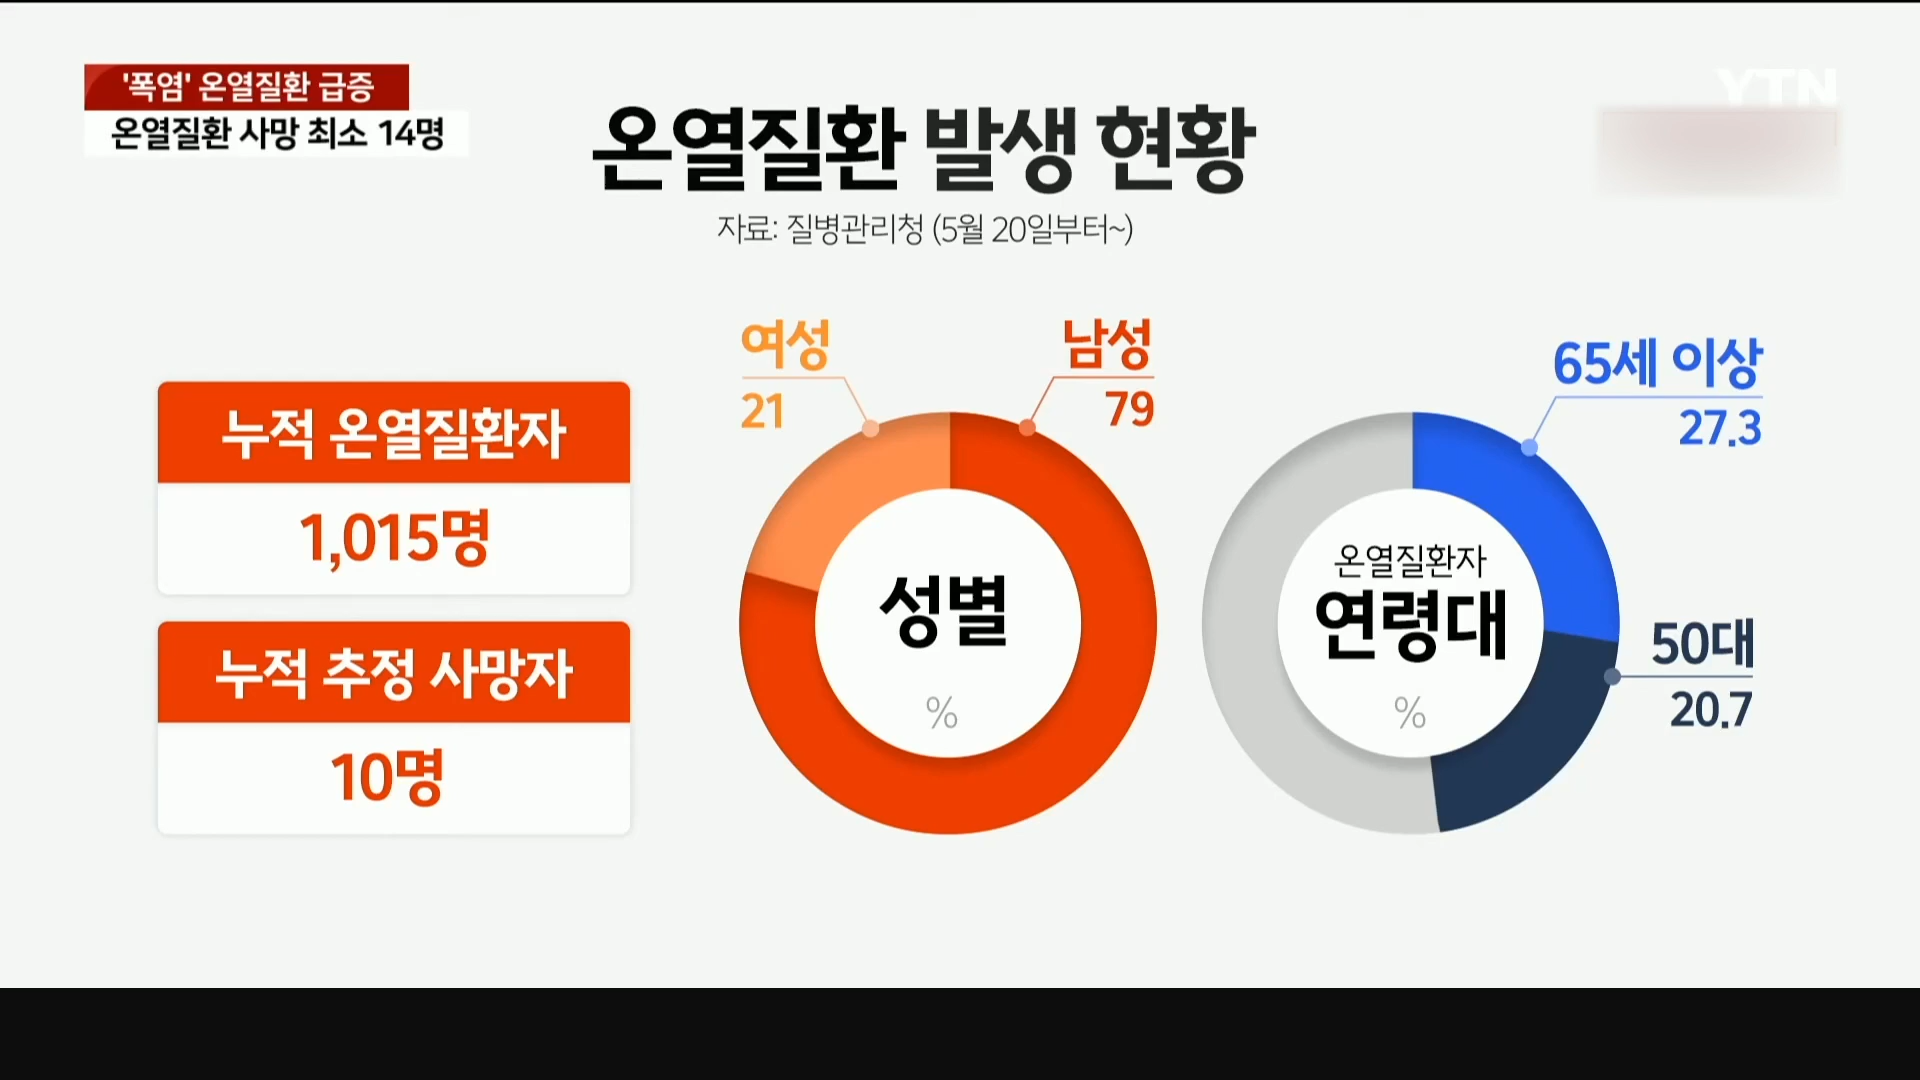 '폭염' 온열질환 급증
온열질환 사망 최소 14명
YTN
온열질환 발생 현황
자료: 질병관리청 (5월 20일부터~)
누적 온열질환자
1,015명
누적 추정 사망자
10명
여성
21
남성
79
성별
%
65세 이상
27.3
온열질환자
연령대
%
50대
20.7